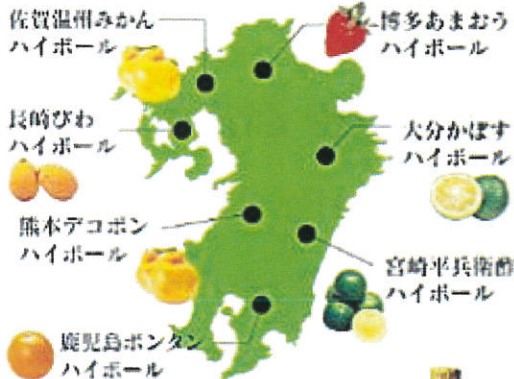 佐賀温州みかん
ハイボール
博多あまおう
ハイボール
長崎びわ
ハイボール
大分かぼす
ハイボール
熊本デコポン
ハイボール
宮崎平兵衛酢
ハイボール
鹿児島ボンタン
ハイボール